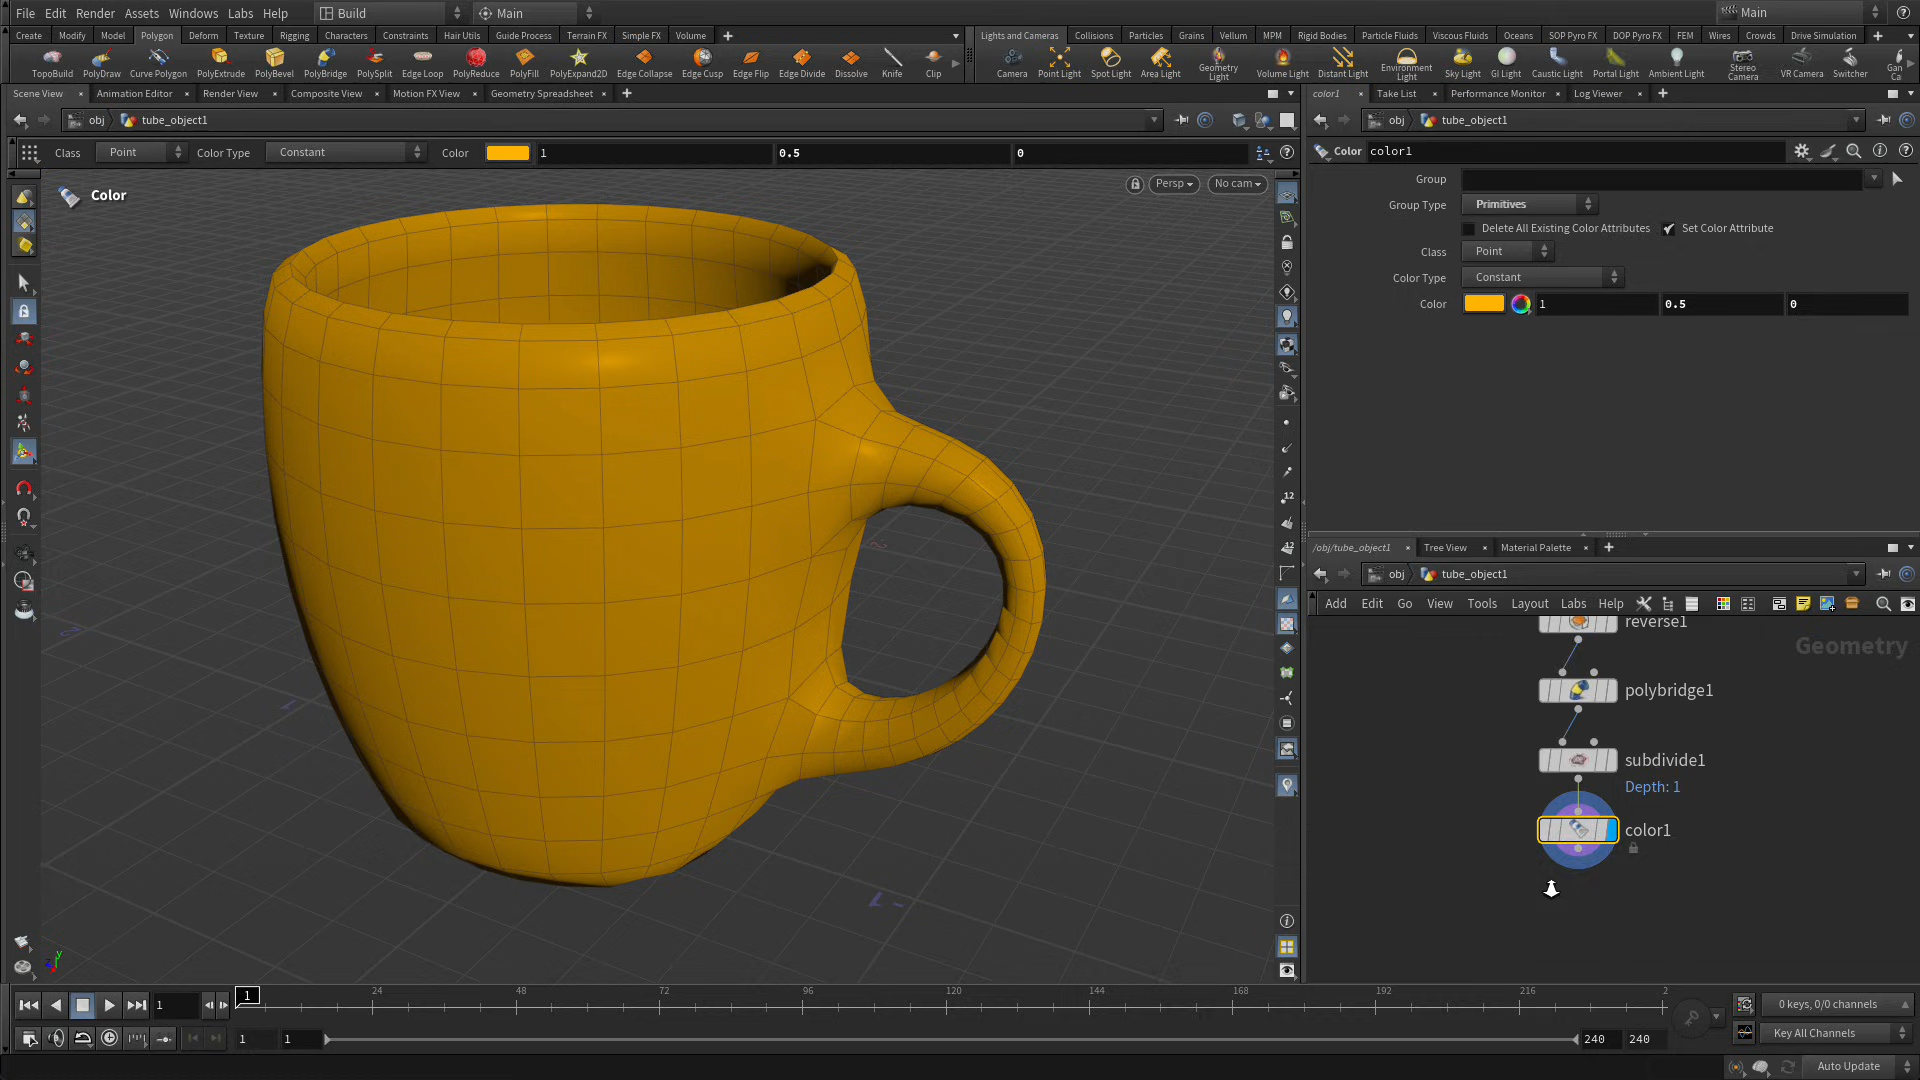 File Edit Render Assets Windows Labs Help Build Main Main
Create Modify Model Polygon Deform Texture Rigging Characters Constraints Hair Utils Guide Process Terrain FX Simple FX Volume
Lights and Cameras Collisions Particles Grains Vellum MPM Rigid Bodies Particle Fluids Viscous Fluids Oceans SOP Pyro FX DOP Pyro FX FEM Wires Crowds Drive Simulation
TopoBuild PolyDraw Curve Polygon PolyExtrude PolyBevel PolyBridge PolySplit Edge Loop PolyReduce PolyFill PolyExpand2D Edge Collapse Edge Cusp Edge Flip Edge Divide Dissolve Knife Clip
Camera Point Light Spot Light Area Light Geometry Light Volume Light Distant Light Environment Light Sky Light GI Light Caustic Light Portal Light Ambient Light Stereo Camera VR Camera Switcher Gan Ca
Scene View Animation Editor Render View Composite View Motion FX View Geometry Spreadsheet
obj tube_object1
Class Point Color Type Constant Color 1 0.5 0
Color
Persp No cam
12
12
color1 Take List Performance Monitor Log Viewer
obj tube_object1
Color color1
Group
Group Type Primitives
Delete All Existing Color Attributes Set Color Attribute
Class Point
Color Type Constant
Color 1 0.5 0
/obj/tube_object1 Tree View Material Palette
obj tube_object1
Add Edit Go View Tools Layout Labs Help
Geometry
reverse1
polybridge1
subdivide1
Depth: 1
color1
z y
1 1 24 48 72 96 120 144 168 192 216 2
0 keys, 0/0 channels
1 1 240 240
Key All Channels
Auto Update